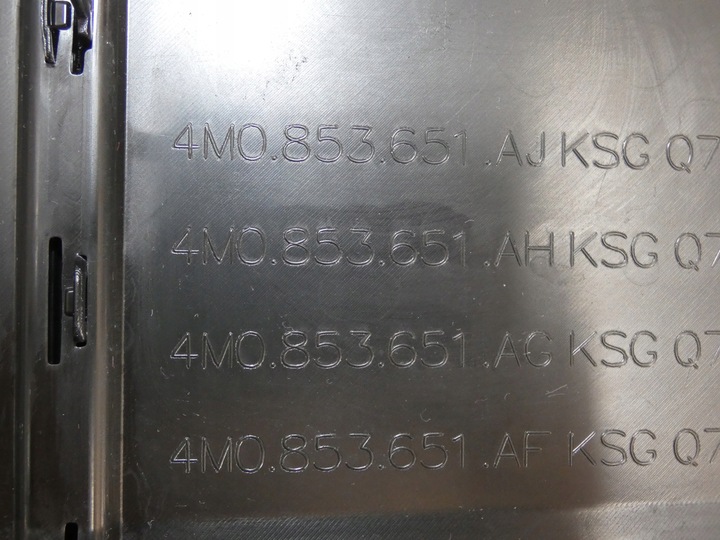 4M0.853.651.AJ KSG Q7
4M0.853.651.AH KSG Q7
4M0.853.651.AG KSG Q7
4M0.853.651.AF KSG Q7